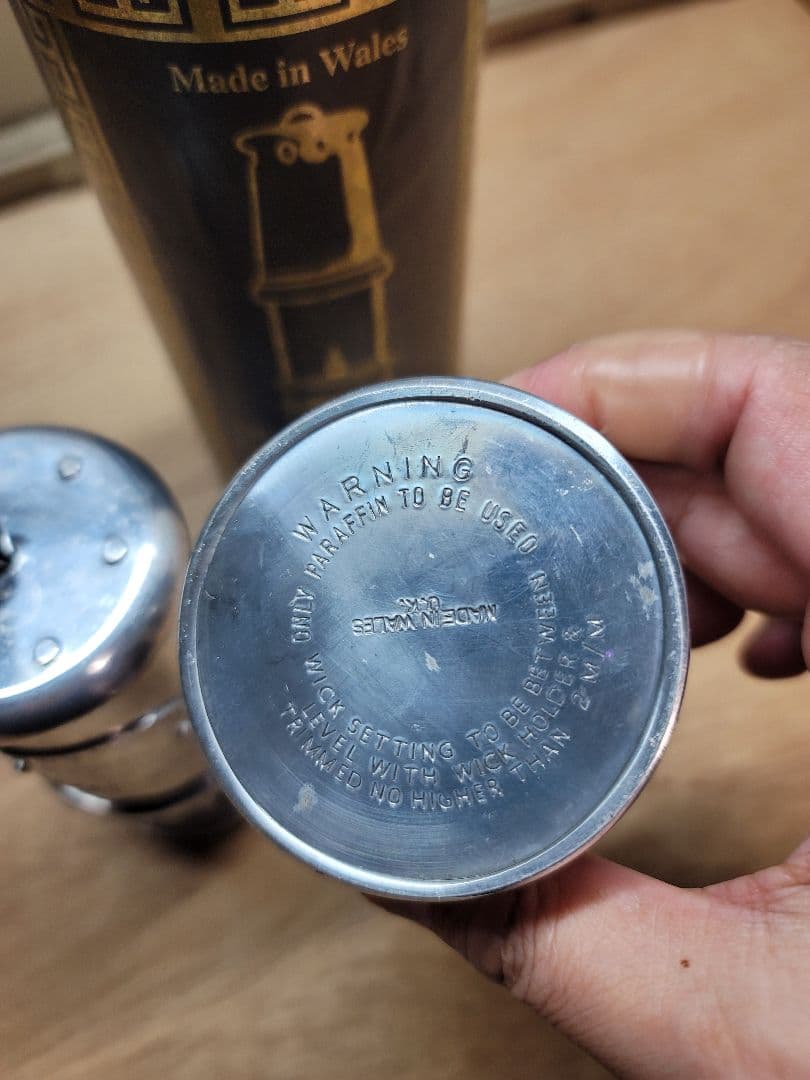 Made in Wales
WARNING
ONLY PARAFFIN TO BE USED
MADE IN WALES
U.K.
WICK SETTING TO BE BETWEEN
LEVEL WITH WICK HOLDER &
TRIMMED NO HIGHER THAN 2 M/M